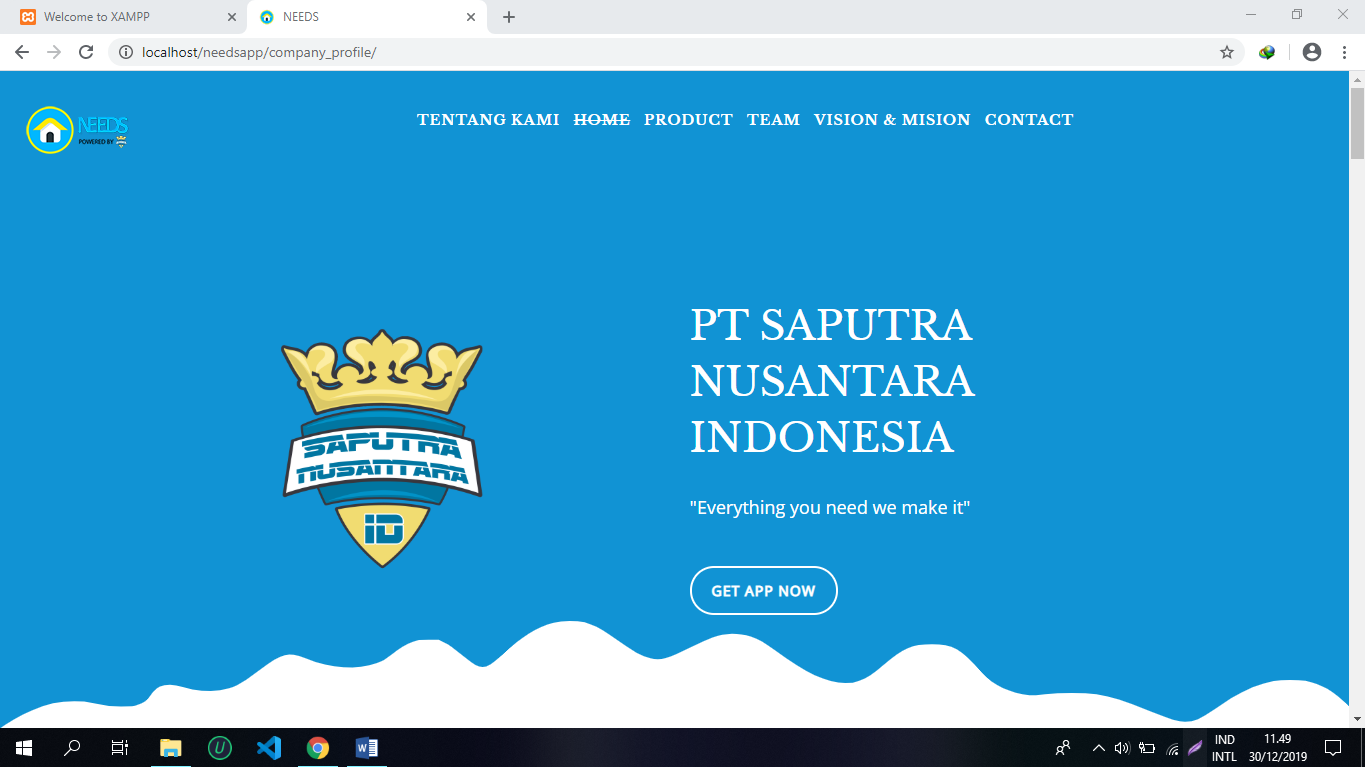 Welcome to XAMPP
NEEDS
localhost/needsapp/company_profile/
NEEDS
POWERED BY
TENTANG KAMI HOME PRODUCT TEAM VISION & MISION CONTACT
PT SAPUTRA
NUSANTARA
INDONESIA
SAPUTRA
NUSANTARA
iD
"Everything you need we make it"
GET APP NOW
IND
INTL
11.49
30/12/2019